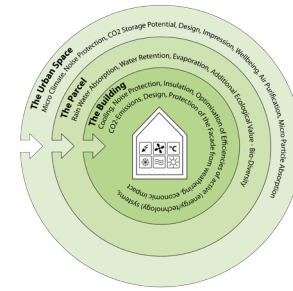 The Urban Space
Micro Climate, Noise Protection, CO2 Storage Potential, Design, Impression, Wellbeing, Air Purification, Micro Particle Absorption
The Parcel
Rain Water Absorption, Water Retention, Evaporation, Additional Ecological Value - Bio-Diversity
The Building
Cooling, Noise Protection, Insulation, Optimisation of Efficiencies of active (energy/technology) systems,
CO2-Emissions, Design, Protection of the Facade from weathering, economic impact
°C